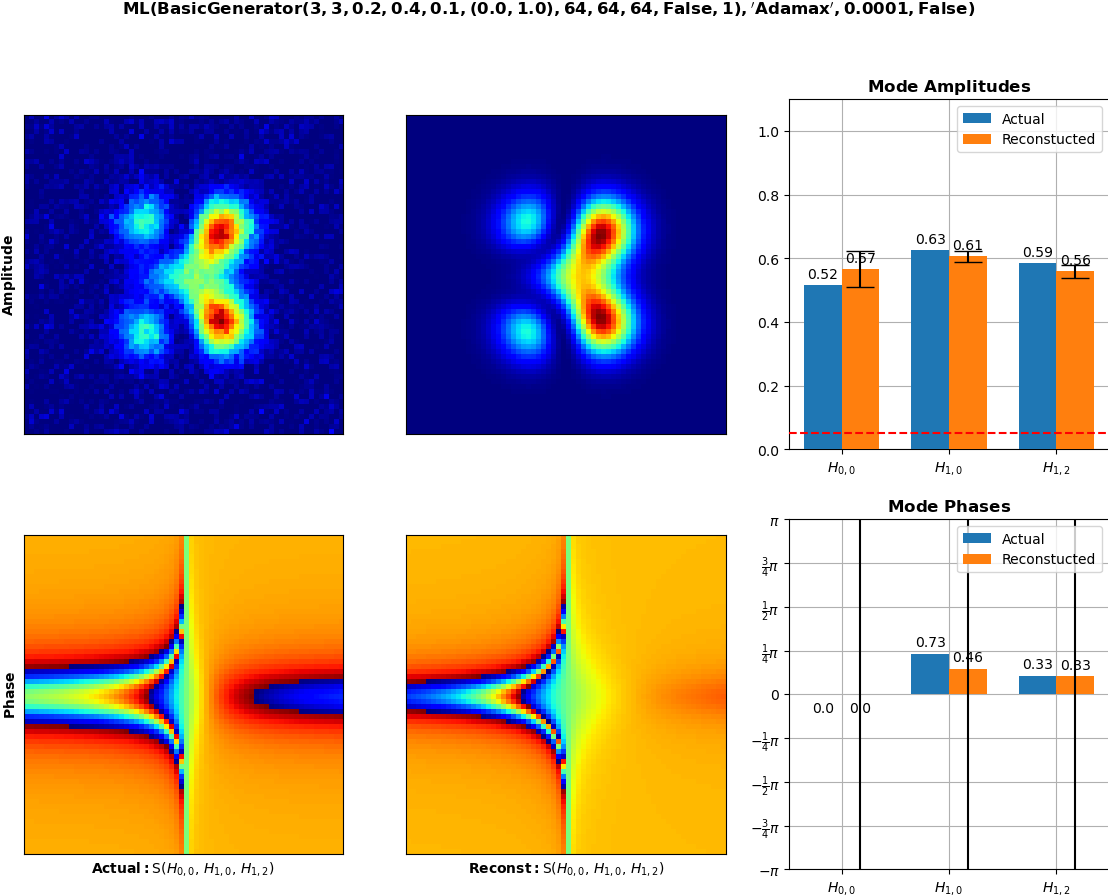 ML(BasicGenerator(3, 3, 0.2, 0.4, 0.1, (0.0, 1.0), 64, 64, 64, False, 1), ′Adamax′, 0.0001, False)
Amplitude
Mode Amplitudes
Actual
Reconstucted
1.0
0.8
0.6
0.4
0.2
0.0
0.52
0.57
0.63
0.61
0.59
0.56
H0,0
H1,0
H1,2
Phase
Actual: S(H0,0, H1,0, H1,2)
Reconst: S(H0,0, H1,0, H1,2)
Mode Phases
Actual
Reconstucted
π
3/4π
1/2π
1/4π
0
−1/4π
−1/2π
−3/4π
−π
0.0
0.0
0.73
0.46
0.33
0.33
H0,0
H1,0
H1,2